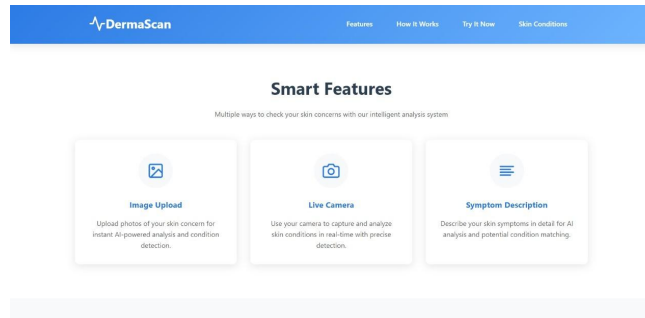 DermaScan
Features How It Works Try It Now Skin Conditions
Smart Features
Multiple ways to check your skin concerns with our intelligent analysis system
Image Upload
Upload photos of your skin concern for
instant AI-powered analysis and condition
detection.
Live Camera
Use your camera to capture and analyze
skin conditions in real-time with precise
detection.
Symptom Description
Describe your skin symptoms in detail for AI
analysis and potential condition matching.